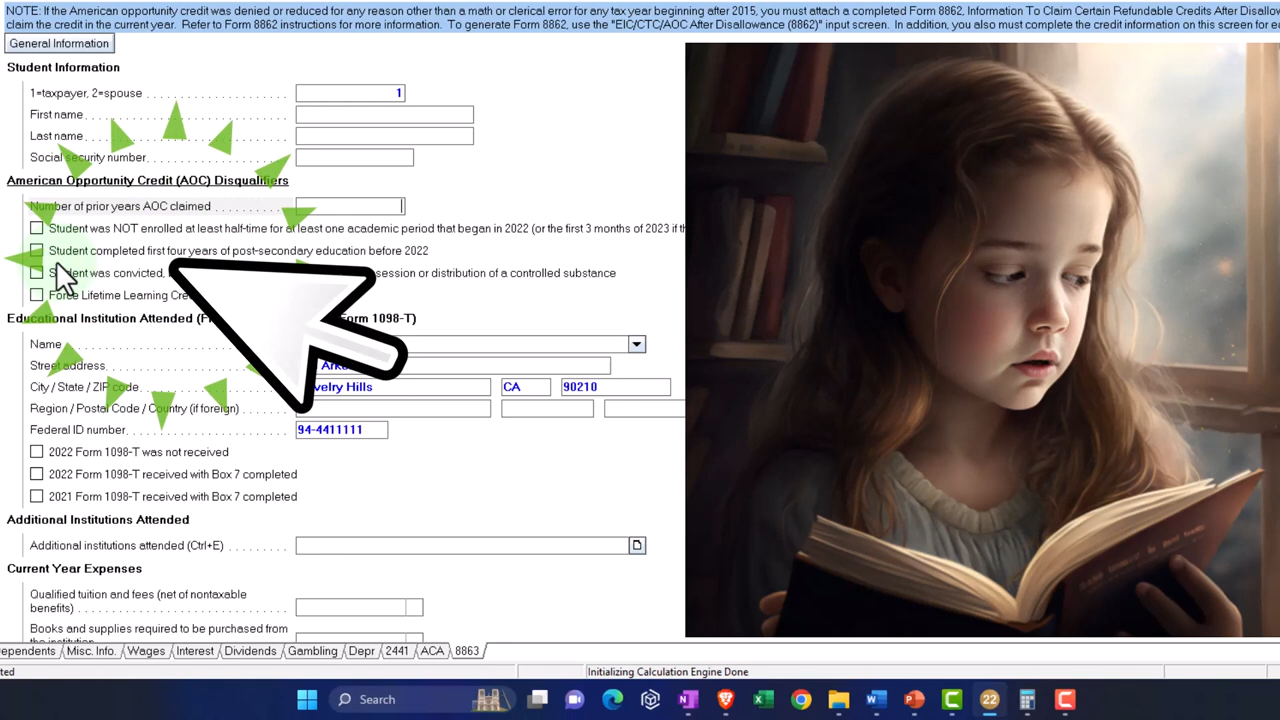 NOTE: If the American opportunity credit was denied or reduced for any reason other than a math or clerical error for any tax year beginning after 2015, you must attach a completed Form 8862, Information To Claim Certain Refundable Credits After Disallow
claim credit in the current year. Refer to Form 8862 instructions for more information. To generate Form 8862, use the "EIC/CTC/AOC After Disallowance (8862)" input screen. In addition, you also must complete the credit information on this screen for ea
General Information
Student Information
1=taxpayer, 2=spouse 1
First name
Last name
Social security number
American Opportunity Credit (AOC) Disqualifiers
Number of prior years AOC claimed
Student was NOT enrolled at least half-time for at least one academic period that began in 2022 (or the first 3 months of 2023 if th
Student completed first four years of post-secondary education before 2022
Student was convicted, session or distribution of a controlled substance
Force Lifetime Learning Cre
Educational Institution Attended (F orm 1098-T)
Name
Street address Ark
City / State / ZIP code velry Hills CA 90210
Region / Postal Code / Country (if foreign)
Federal ID number 94-4411111
2022 Form 1098-T was not received
2022 Form 1098-T received with Box 7 completed
2021 Form 1098-T received with Box 7 completed
Additional Institutions Attended
Additional institutions attended (Ctrl+E)
Current Year Expenses
Qualified tuition and fees (net of nontaxable
benefits)
Books and supplies required to be purchased from
the institution
ependents Misc. Info. Wages Interest Dividends Gambling Depr 2441 ACA 8863
ted Initializing Calculation Engine Done
Search 22